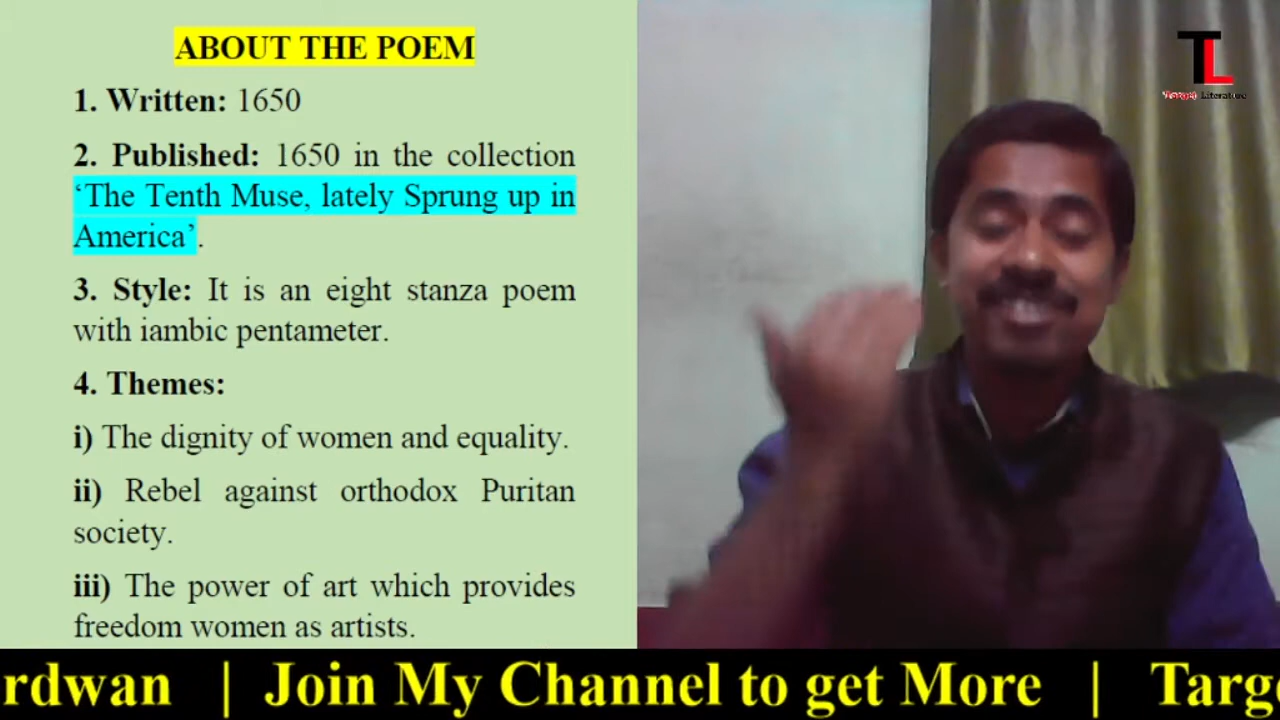 ABOUT THE POEM
1. Written: 1650
2. Published: 1650 in the collection
‘The Tenth Muse, lately Sprung up in
America’.
3. Style: It is an eight stanza poem
with iambic pentameter.
4. Themes:
i) The dignity of women and equality.
ii) Rebel against orthodox Puritan
society.
iii) The power of art which provides
freedom women as artists.
TL
Target Literature
rdwan | Join My Channel to get More | Targe